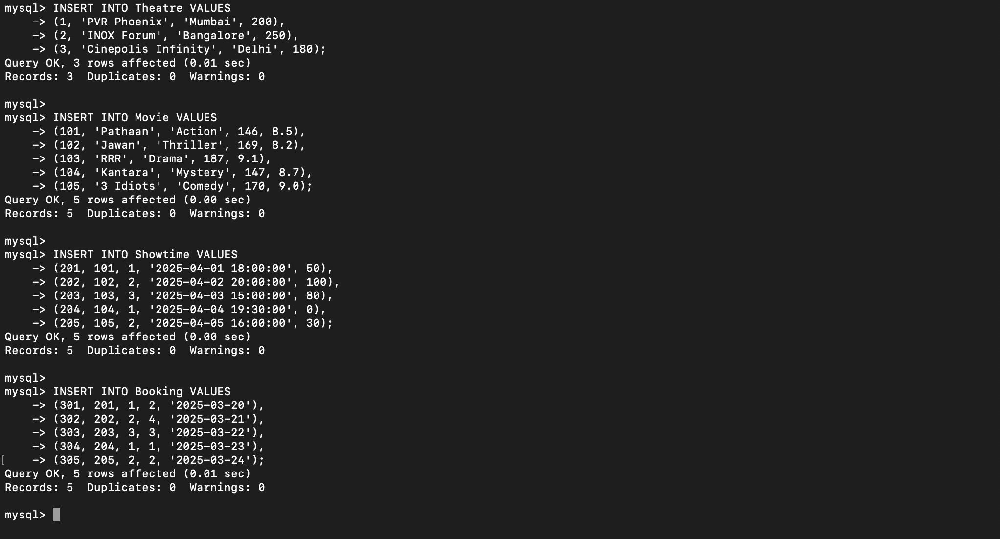 mysql> INSERT INTO Theatre VALUES
    -> (1, 'PVR Phoenix', 'Mumbai', 200),
    -> (2, 'INOX Forum', 'Bangalore', 250),
    -> (3, 'Cinepolis Infinity', 'Delhi', 180);
Query OK, 3 rows affected (0.01 sec)
Records: 3  Duplicates: 0  Warnings: 0

mysql>
mysql> INSERT INTO Movie VALUES
    -> (101, 'Pathaan', 'Action', 146, 8.5),
    -> (102, 'Jawan', 'Thriller', 169, 8.2),
    -> (103, 'RRR', 'Drama', 187, 9.1),
    -> (104, 'Kantara', 'Mystery', 147, 8.7),
    -> (105, '3 Idiots', 'Comedy', 170, 9.0);
Query OK, 5 rows affected (0.00 sec)
Records: 5  Duplicates: 0  Warnings: 0

mysql>
mysql> INSERT INTO Showtime VALUES
    -> (201, 101, 1, '2025-04-01 18:00:00', 50),
    -> (202, 102, 2, '2025-04-02 20:00:00', 100),
    -> (203, 103, 3, '2025-04-03 15:00:00', 80),
    -> (204, 104, 1, '2025-04-04 19:30:00', 0),
    -> (205, 105, 2, '2025-04-05 16:00:00', 30);
Query OK, 5 rows affected (0.00 sec)
Records: 5  Duplicates: 0  Warnings: 0

mysql>
mysql> INSERT INTO Booking VALUES
    -> (301, 201, 1, 2, '2025-03-20'),
    -> (302, 202, 2, 4, '2025-03-21'),
    -> (303, 203, 3, 3, '2025-03-22'),
    -> (304, 204, 1, 1, '2025-03-23'),
[    -> (305, 205, 2, 2, '2025-03-24');
Query OK, 5 rows affected (0.01 sec)
Records: 5  Duplicates: 0  Warnings: 0

mysql>